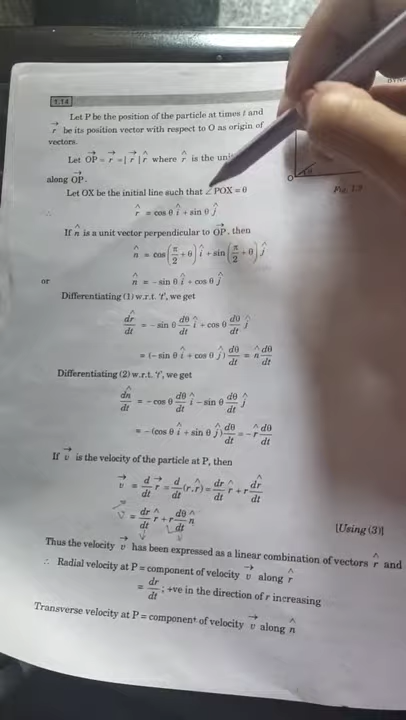 1.14
Let P be the position of the particle at times t and
r⃗ be its position vector with respect to O as origin of
vectors.
Let OP⃗ = r⃗ = |r⃗| r̂ where r̂ is the unit
along OP⃗.
Let OX be the initial line such that ∠POX = θ
∴ r̂ = cos θ î + sin θ ĵ
If n̂ is a unit vector perpendicular to OP⃗, then
n̂ = cos(π/2 + θ) î + sin(π/2 + θ) ĵ
or n̂ = − sin θ î + cos θ ĵ
Differentiating (1) w.r.t. 't', we get
dr̂/dt = − sin θ dθ/dt î + cos θ dθ/dt ĵ
= (− sin θ î + cos θ ĵ) dθ/dt = n̂ dθ/dt
Differentiating (2) w.r.t. 't', we get
dn̂/dt = − cos θ dθ/dt î − sin θ dθ/dt ĵ
= −(cos θ î + sin θ ĵ) dθ/dt = − r̂ dθ/dt
If v⃗ is the velocity of the particle at P, then
v⃗ = d/dt r⃗ = d/dt (r.r̂) = dr/dt r̂ + r dr̂/dt
v⃗ = dr/dt r̂ + r dθ/dt n̂
[Using (3)]
Thus the velocity v⃗ has been expressed as a linear combination of vectors r̂ and
∴ Radial velocity at P = component of velocity v⃗ along r̂
= dr/dt ; +ve in the direction of r increasing
Transverse velocity at P = component of velocity v⃗ along n̂
O
θ
Fig. 1.9